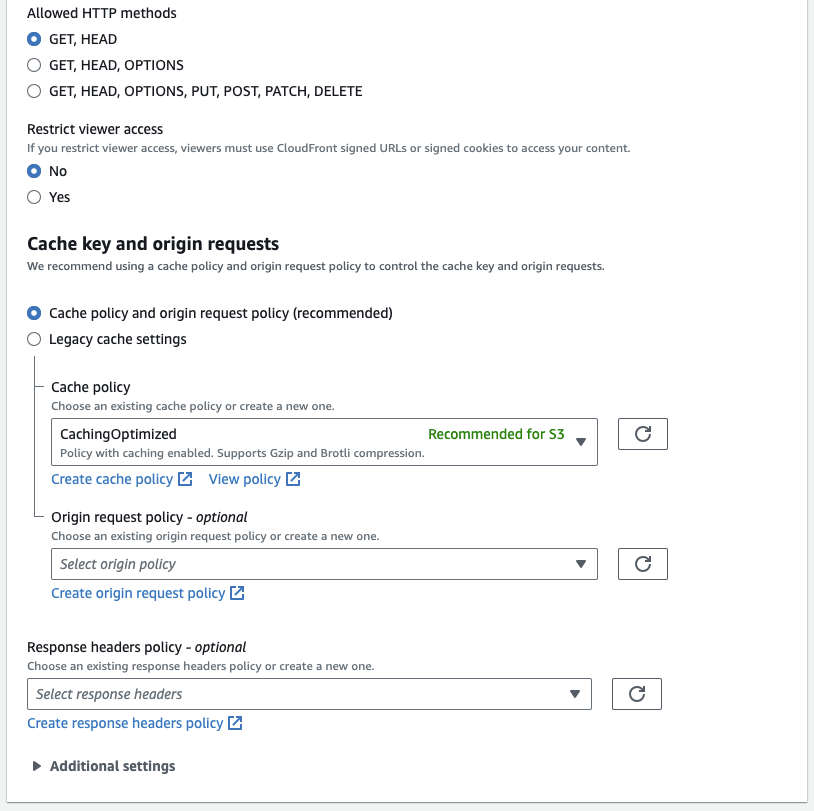 Allowed HTTP methods
GET, HEAD
GET, HEAD, OPTIONS
GET, HEAD, OPTIONS, PUT, POST, PATCH, DELETE
Restrict viewer access
If you restrict viewer access, viewers must use CloudFront signed URLs or signed cookies to access your content.
No
Yes
Cache key and origin requests
We recommend using a cache policy and origin request policy to control the cache key and origin requests.
Cache policy and origin request policy (recommended)
Legacy cache settings
Cache policy
Choose an existing cache policy or create a new one.
CachingOptimized Recommended for S3
Policy with caching enabled. Supports Gzip and Brotli compression.
Create cache policy View policy
Origin request policy - optional
Choose an existing origin request policy or create a new one.
Select origin policy
Create origin request policy
Response headers policy - optional
Choose an existing response headers policy or create a new one.
Select response headers
Create response headers policy
Additional settings